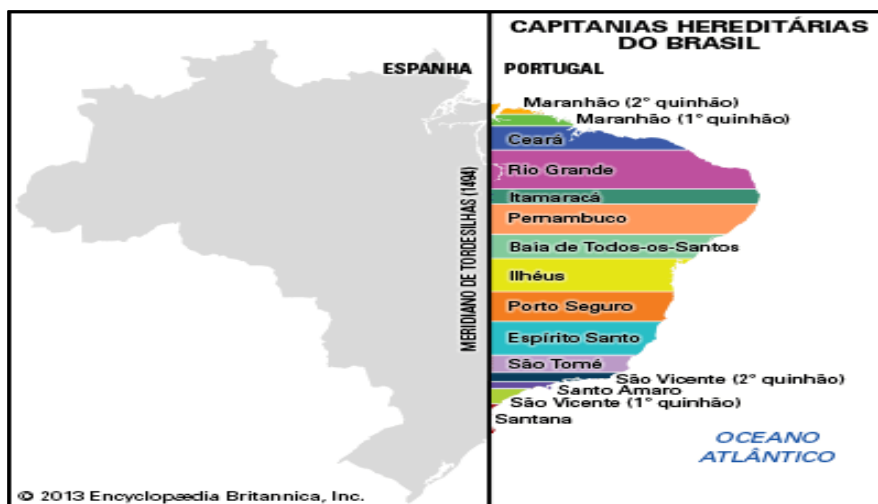 CAPITANIAS HEREDITÁRIAS
DO BRASIL
ESPANHA
PORTUGAL
Maranhão (2° quinhão)
Maranhão (1° quinhão)
Ceará
Rio Grande
Itamaracá
Pernambuco
Baia de Todos-os-Santos
Ilhéus
Porto Seguro
Espírito Santo
São Tomé
São Vicente (2° quinhão)
Santo Amaro
São Vicente (1° quinhão)
Santana
MERIDIANO DE TORDESILHAS (1494)
OCEANO
ATLÂNTICO
© 2013 Encyclopædia Britannica, Inc.